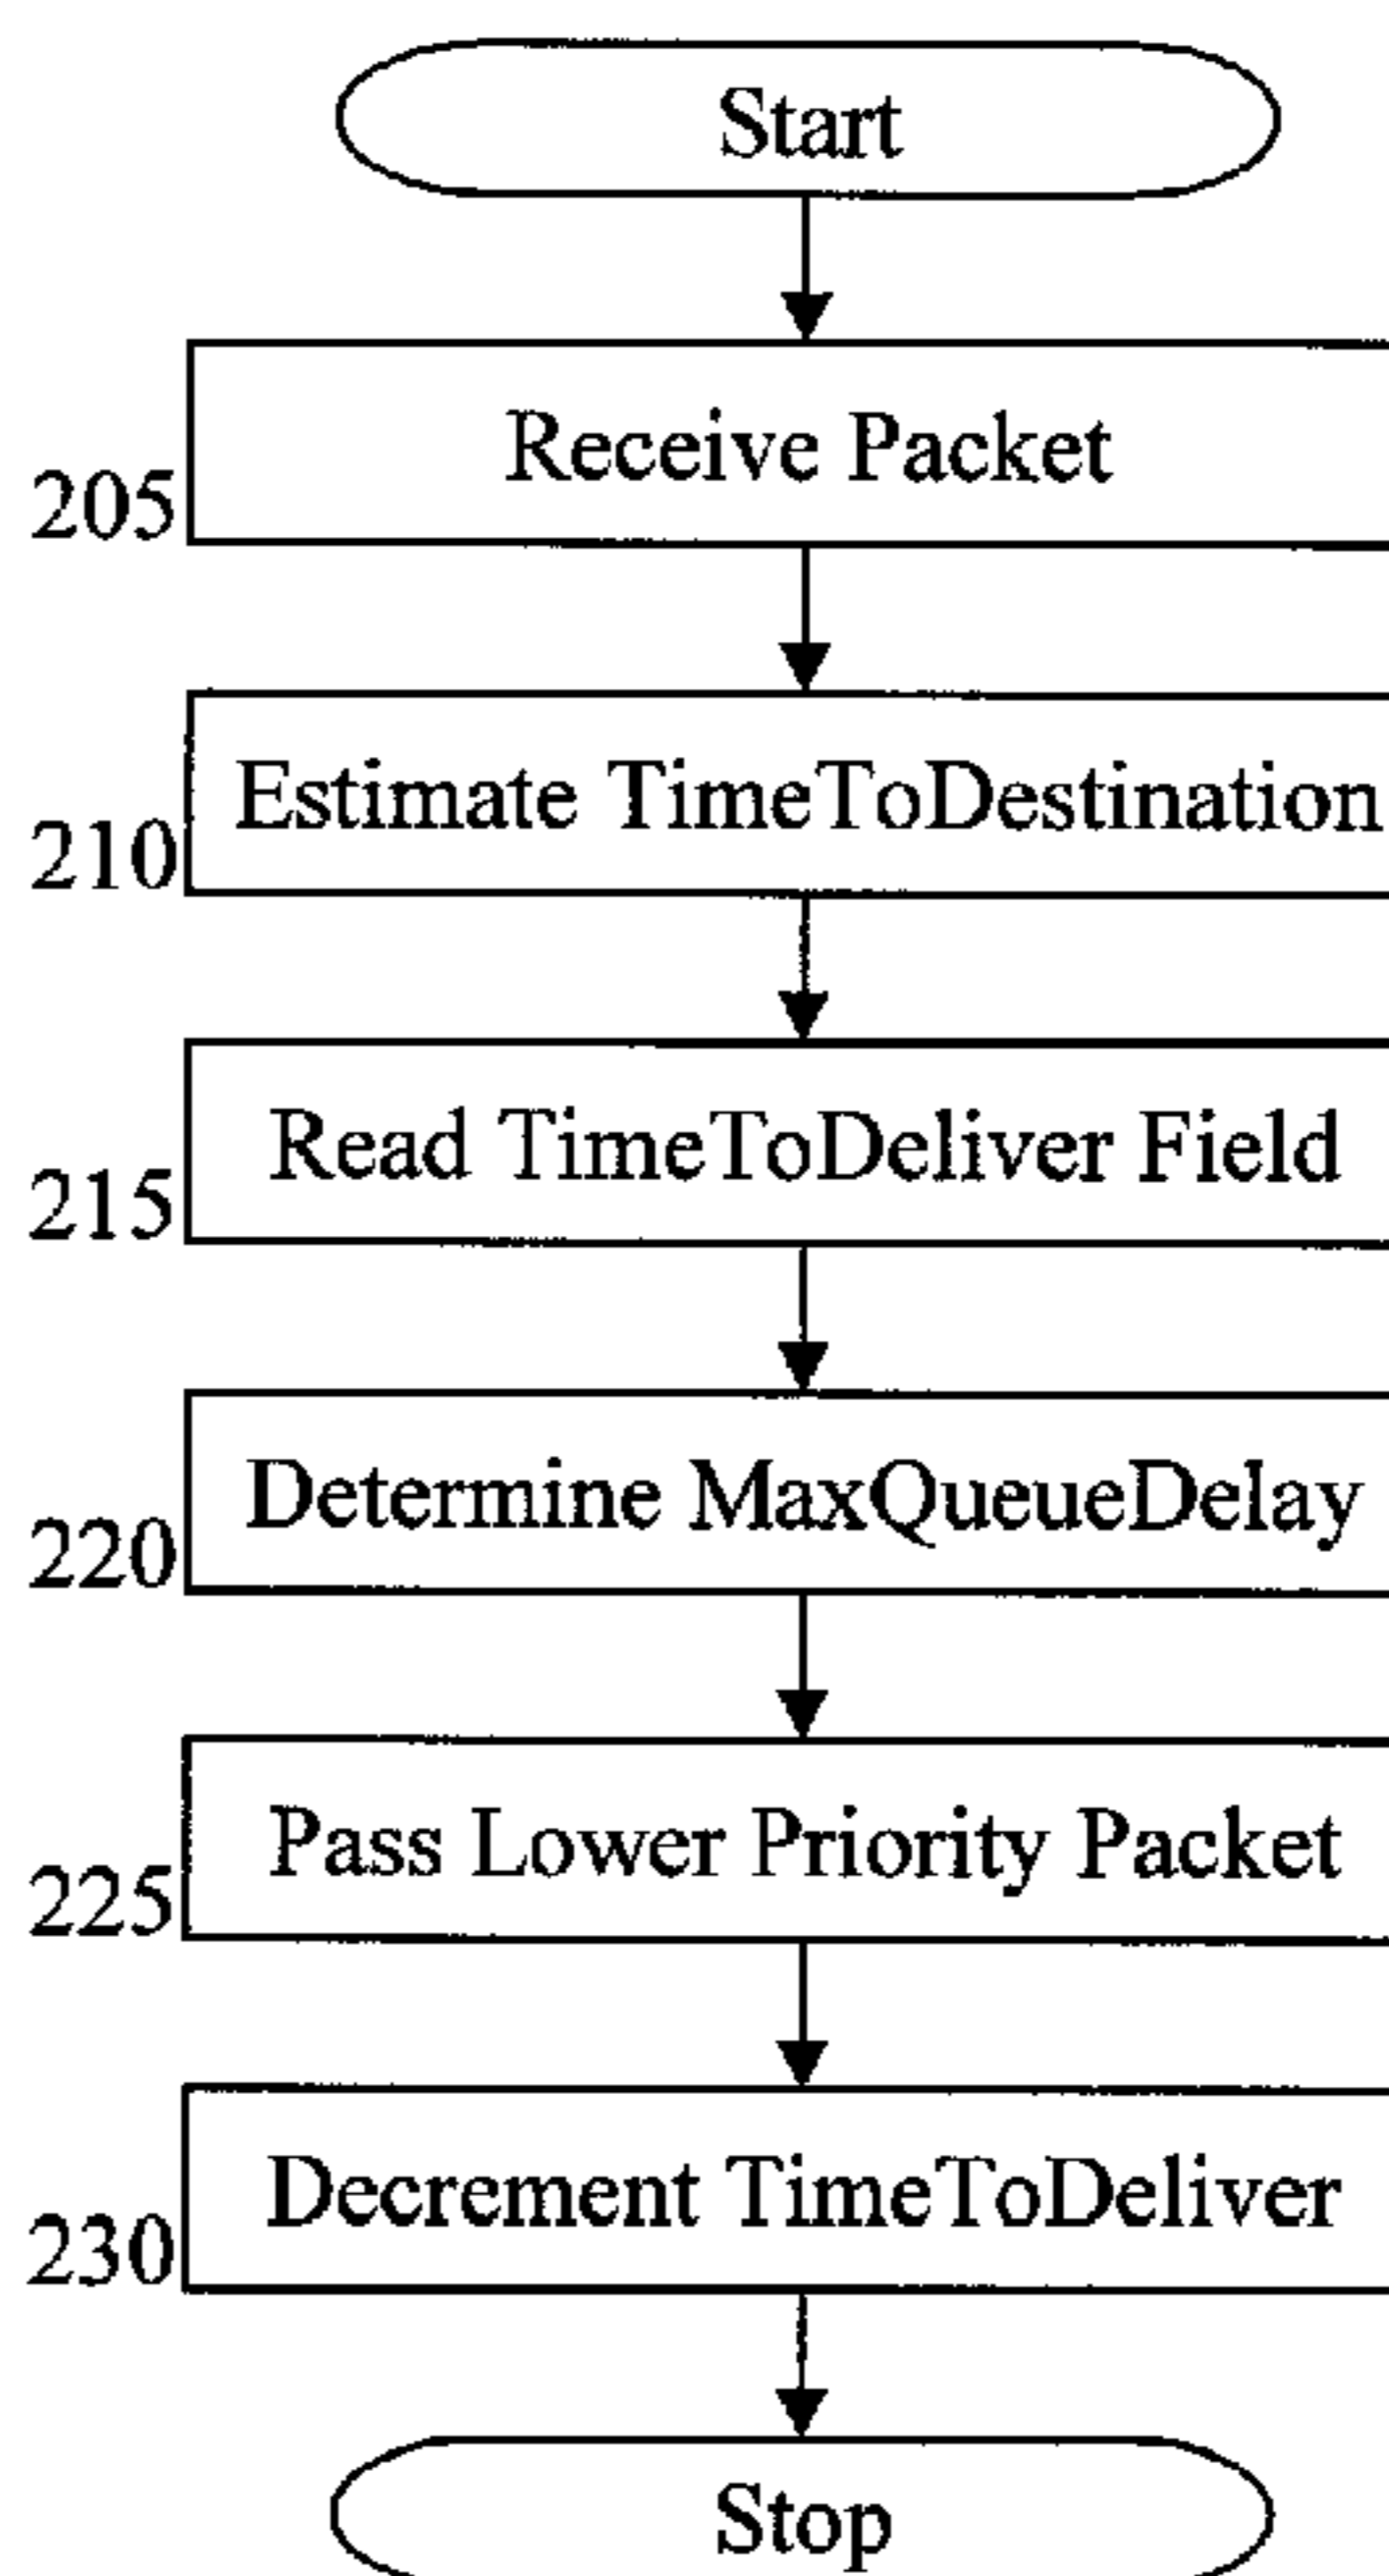 Start
Receive Packet
205
Estimate TimeToDestination
210
Read TimeToDeliver Field
215
Determine MaxQueueDelay
220
Pass Lower Priority Packet
225
Decrement TimeToDeliver
230
Stop